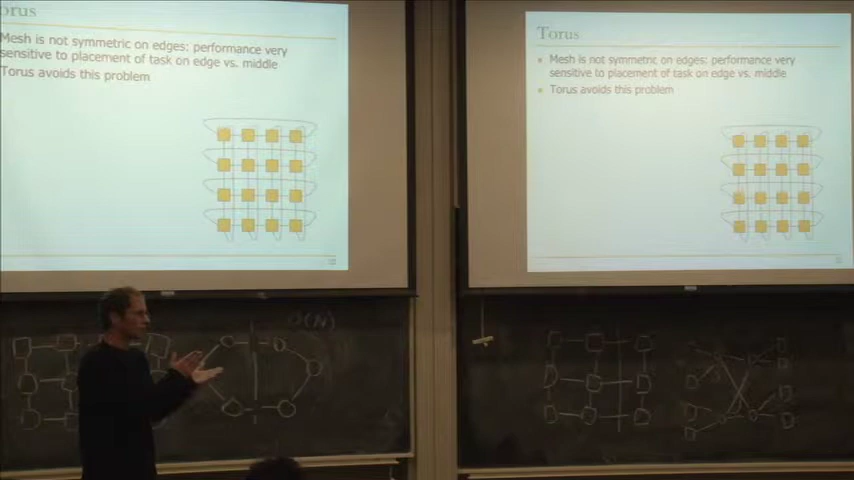 orus
Mesh is not symmetric on edges: performance very
sensitive to placement of task on edge vs. middle
Torus avoids this problem
Torus
Mesh is not symmetric on edges: performance very
sensitive to placement of task on edge vs. middle
Torus avoids this problem